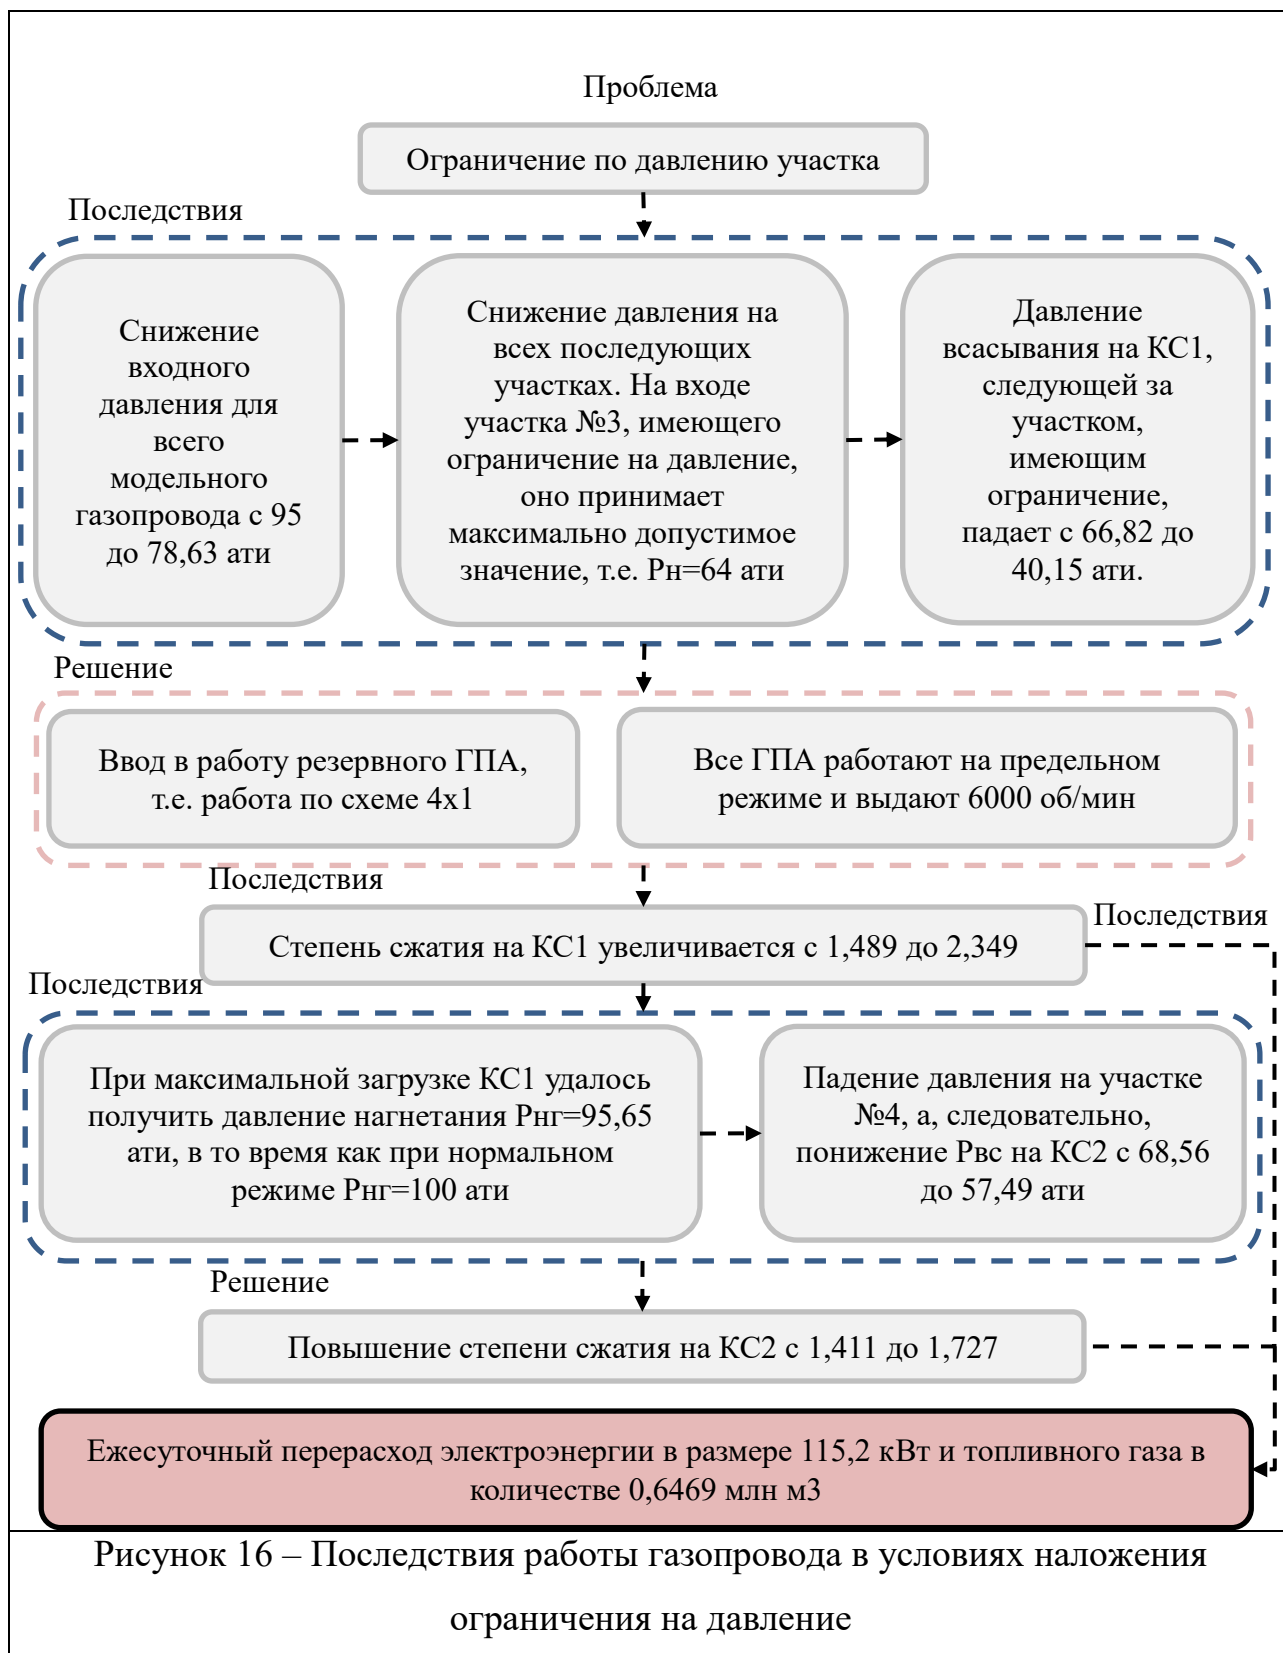 Проблема
Ограничение по давлению участка
Последствия
Снижение
входного
давления для
всего
модельного
газопровода с 95
до 78,63 ати
Снижение давления на
всех последующих
участках. На входе
участка №3, имеющего
ограничение на давление,
оно принимает
максимально допустимое
значение, т.е. Рн=64 ати
Давление
всасывания на КС1,
следующей за
участком,
имеющим
ограничение,
падает с 66,82 до
40,15 ати.
Решение
Ввод в работу резервного ГПА,
т.е. работа по схеме 4х1
Все ГПА работают на предельном
режиме и выдают 6000 об/мин
Последствия
Степень сжатия на КС1 увеличивается с 1,489 до 2,349
Последствия
Последствия
При максимальной загрузке КС1 удалось
получить давление нагнетания Рнг=95,65
ати, в то время как при нормальном
режиме Рнг=100 ати
Падение давления на участке
№4, а, следовательно,
понижение Рвс на КС2 с 68,56
до 57,49 ати
Решение
Повышение степени сжатия на КС2 с 1,411 до 1,727
Ежесуточный перерасход электроэнергии в размере 115,2 кВт и топливного газа в
количестве 0,6469 млн м3
Рисунок 16 – Последствия работы газопровода в условиях наложения
ограничения на давление